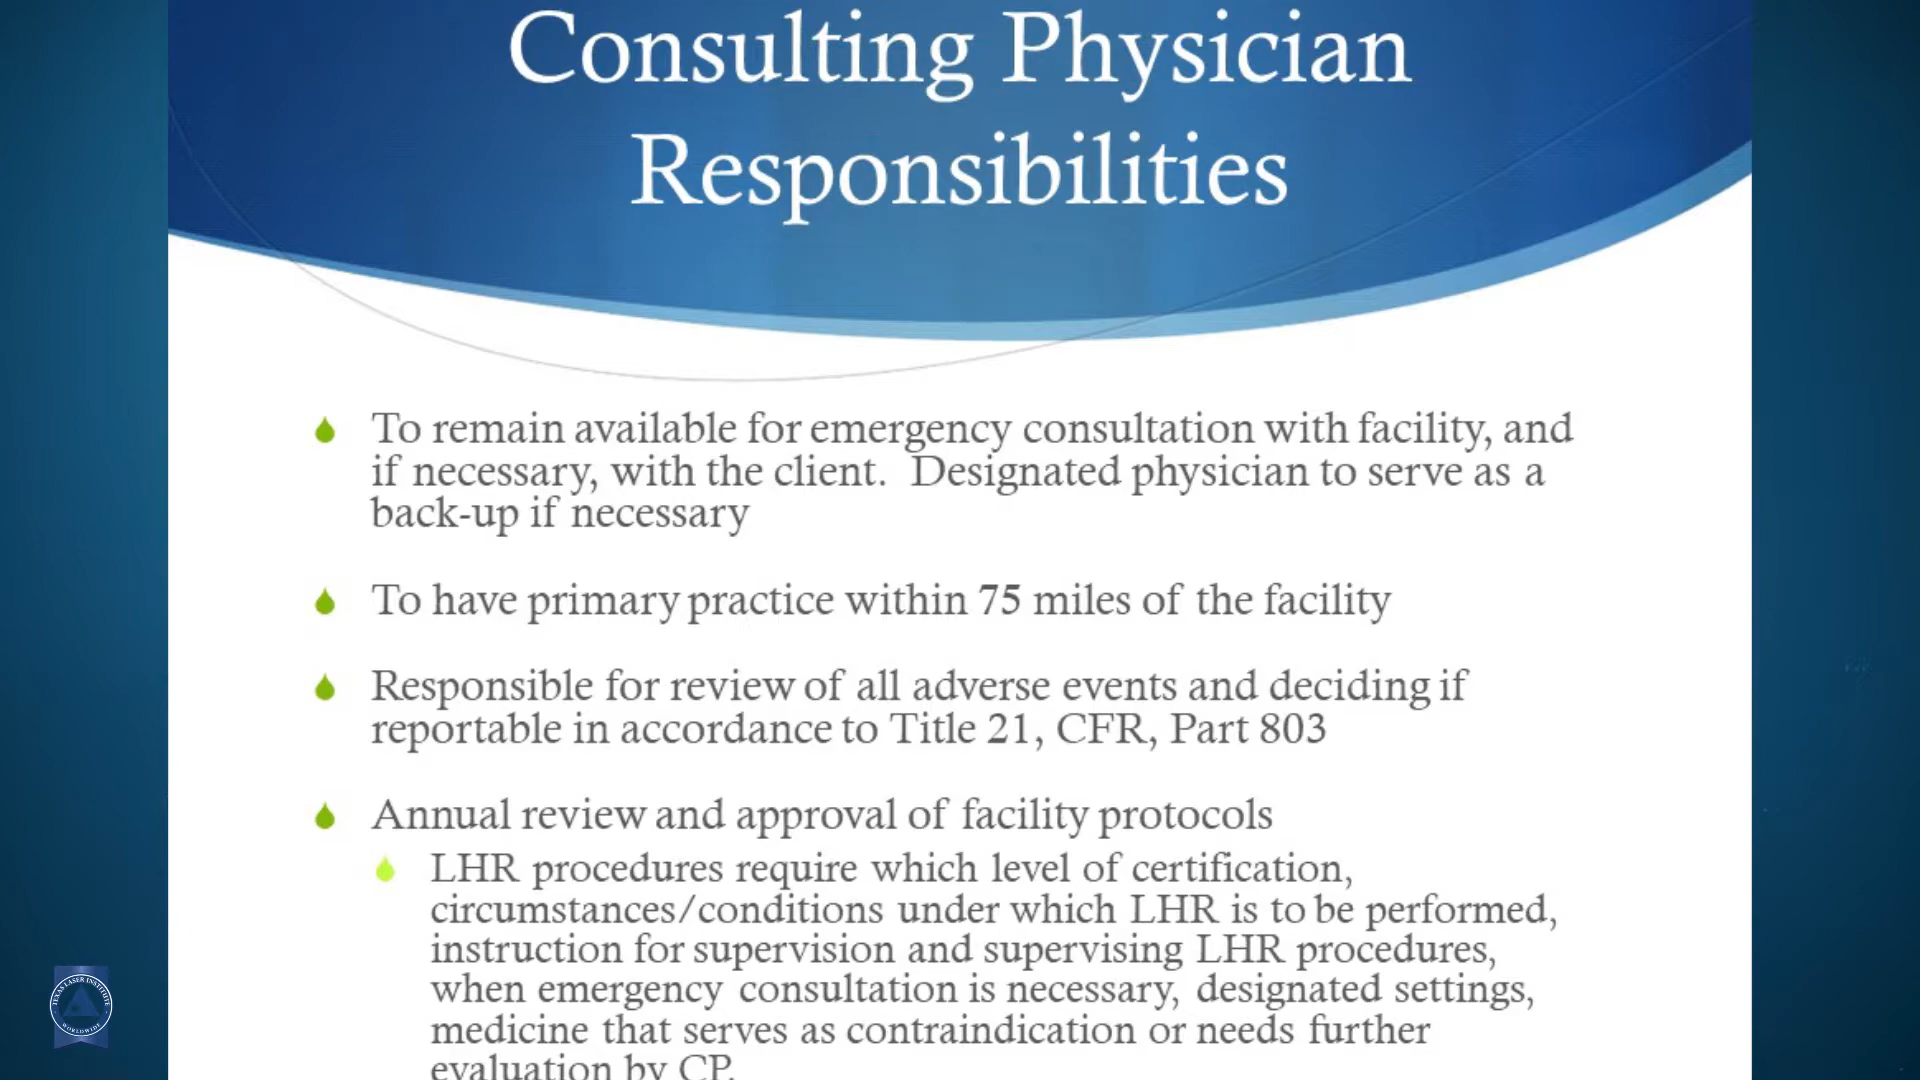 Consulting Physician
Responsibilities
To remain available for emergency consultation with facility, and
if necessary, with the client. Designated physician to serve as a
back-up if necessary
To have primary practice within 75 miles of the facility
Responsible for review of all adverse events and deciding if
reportable in accordance to Title 21, CFR, Part 803
Annual review and approval of facility protocols
LHR procedures require which level of certification,
circumstances/conditions under which LHR is to be performed,
instruction for supervision and supervising LHR procedures,
when emergency consultation is necessary, designated settings,
medicine that serves as contraindication or needs further
evaluation by CP.
TEXAS LASER INSTITUTE
WORLDWIDE